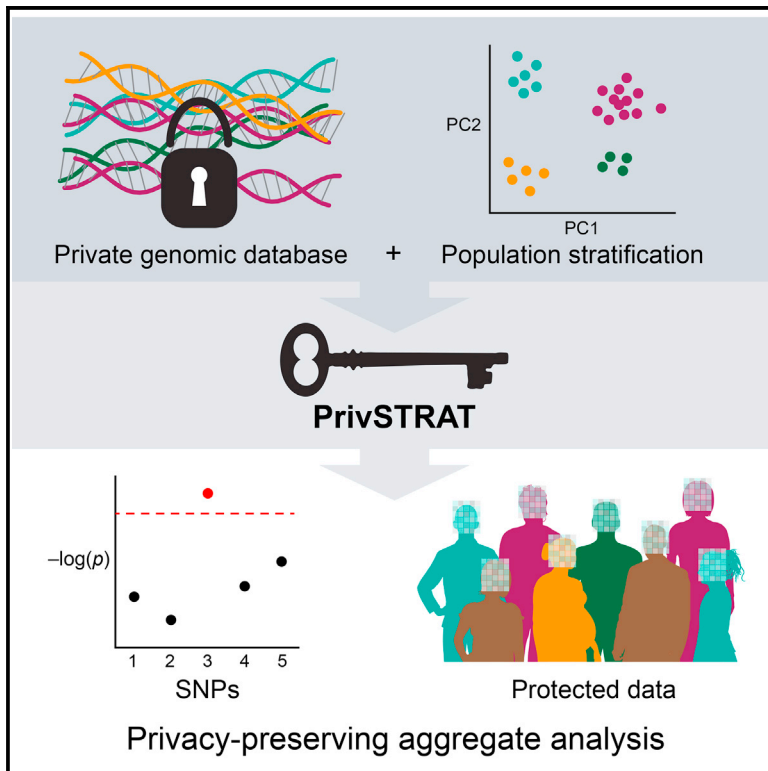 PC2
PC1
Private genomic database + Population stratification
PrivSTRAT
−log(p)
1 2 3 4 5
SNPs
Protected data
Privacy-preserving aggregate analysis